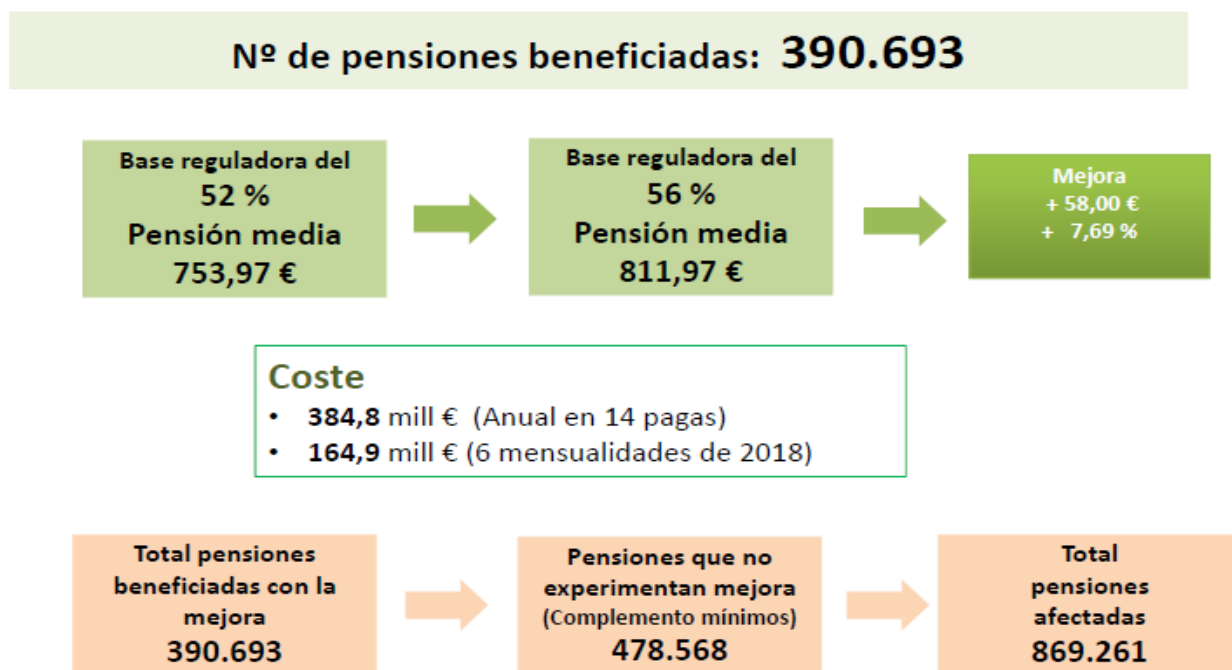 Nº de pensiones beneficiadas: 390.693
Base reguladora del
52 %
Pensión media
753,97 €
Base reguladora del
56 %
Pensión media
811,97 €
Mejora
+ 58,00 €
+ 7,69 %
Coste
• 384,8 mill € (Anual en 14 pagas)
• 164,9 mill € (6 mensualidades de 2018)
Total pensiones
beneficiadas con la
mejora
390.693
Pensiones que no
experimentan mejora
(Complemento mínimos)
478.568
Total
pensiones
afectadas
869.261